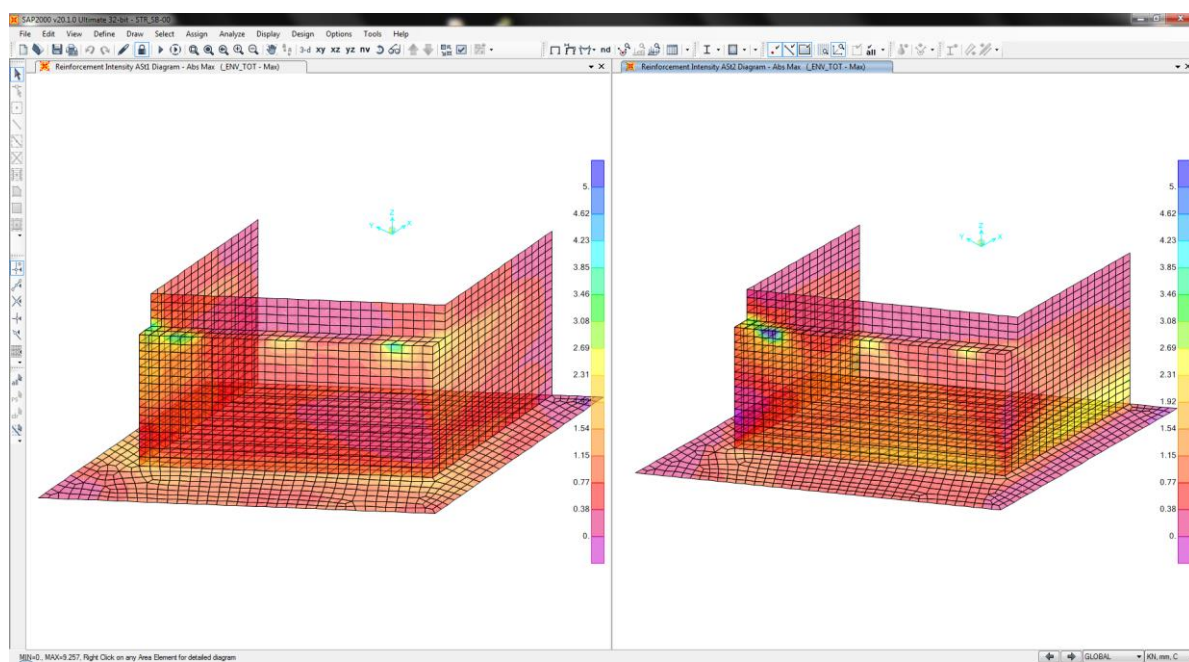 SAP2000 v20.1.0 Ultimate 32-bit - STR_SB-00
File Edit View Define Draw Select Assign Analyze Display Design Options Tools Help
3-d xy xz yz nv
nd
all
Reinforcement Intensity ASt1 Diagram - Abs Max (_ENV_TOT - Max)
Reinforcement Intensity ASt2 Diagram - Abs Max (_ENV_TOT - Max)
Z
Y X
5.
4.62
4.23
3.85
3.46
3.08
2.69
2.31
1.92
1.54
1.15
0.77
0.38
0.
Z
Y X
5.
4.62
4.23
3.85
3.46
3.08
2.69
2.31
1.92
1.54
1.15
0.77
0.38
0.
MIN=0., MAX=9.257, Right Click on any Area Element for detailed diagram
GLOBAL
KN, mm, C